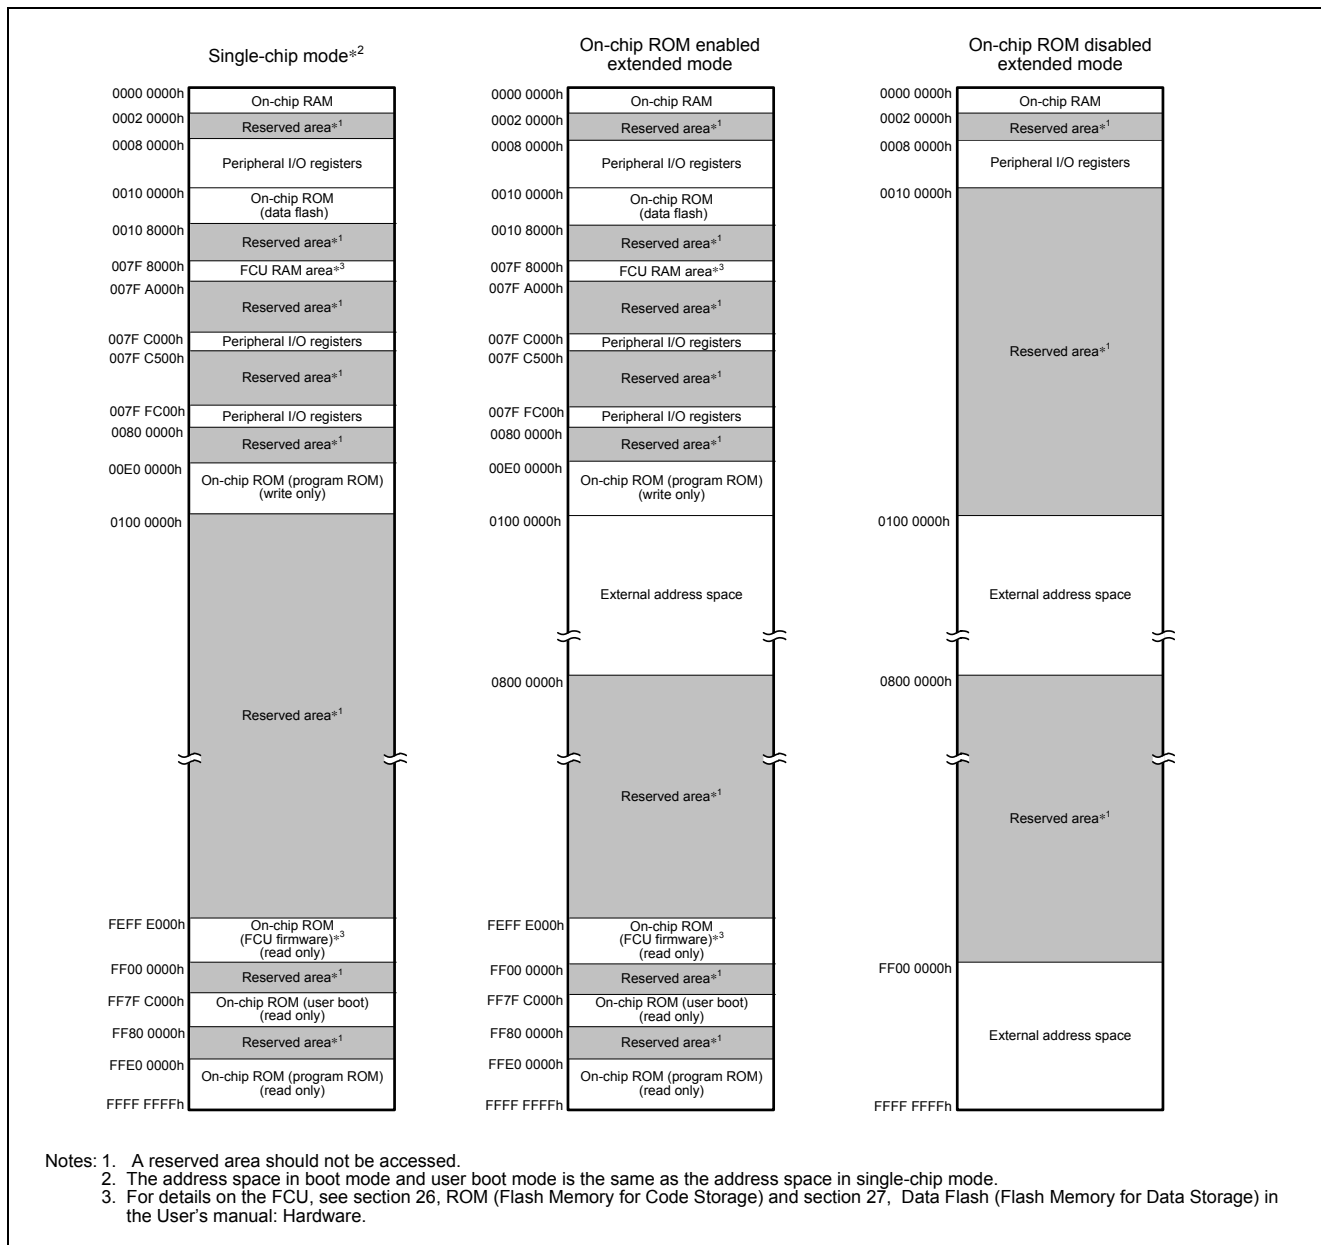 Single-chip mode*2
0000 0000h
On-chip RAM
0002 0000h
Reserved area*1
0008 0000h
Peripheral I/O registers
0010 0000h
On-chip ROM
(data flash)
0010 8000h
Reserved area*1
007F 8000h
FCU RAM area*3
007F A000h
Reserved area*1
007F C000h
Peripheral I/O registers
007F C500h
Reserved area*1
007F FC00h
Peripheral I/O registers
0080 0000h
Reserved area*1
00E0 0000h
On-chip ROM (program ROM)
(write only)
0100 0000h
Reserved area*1
FEFF E000h
On-chip ROM
(FCU firmware)*3
(read only)
FF00 0000h
Reserved area*1
FF7F C000h
On-chip ROM (user boot)
(read only)
FF80 0000h
Reserved area*1
FFE0 0000h
On-chip ROM (program ROM)
(read only)
FFFF FFFFh
On-chip ROM enabled
extended mode
0000 0000h
On-chip RAM
0002 0000h
Reserved area*1
0008 0000h
Peripheral I/O registers
0010 0000h
On-chip ROM
(data flash)
0010 8000h
Reserved area*1
007F 8000h
FCU RAM area*3
007F A000h
Reserved area*1
007F C000h
Peripheral I/O registers
007F C500h
Reserved area*1
007F FC00h
Peripheral I/O registers
0080 0000h
Reserved area*1
00E0 0000h
On-chip ROM (program ROM)
(write only)
0100 0000h
External address space
0800 0000h
Reserved area*1
FEFF E000h
On-chip ROM
(FCU firmware)*3
(read only)
FF00 0000h
Reserved area*1
FF7F C000h
On-chip ROM (user boot)
(read only)
FF80 0000h
Reserved area*1
FFE0 0000h
On-chip ROM (program ROM)
(read only)
FFFF FFFFh
On-chip ROM disabled
extended mode
0000 0000h
On-chip RAM
0002 0000h
Reserved area*1
0008 0000h
Peripheral I/O registers
0010 0000h
Reserved area*1
0100 0000h
External address space
0800 0000h
Reserved area*1
FF00 0000h
External address space
FFFF FFFFh
Notes: 1. A reserved area should not be accessed.
2. The address space in boot mode and user boot mode is the same as the address space in single-chip mode.
3. For details on the FCU, see section 26, ROM (Flash Memory for Code Storage) and section 27, Data Flash (Flash Memory for Data Storage) in
the User's manual: Hardware.